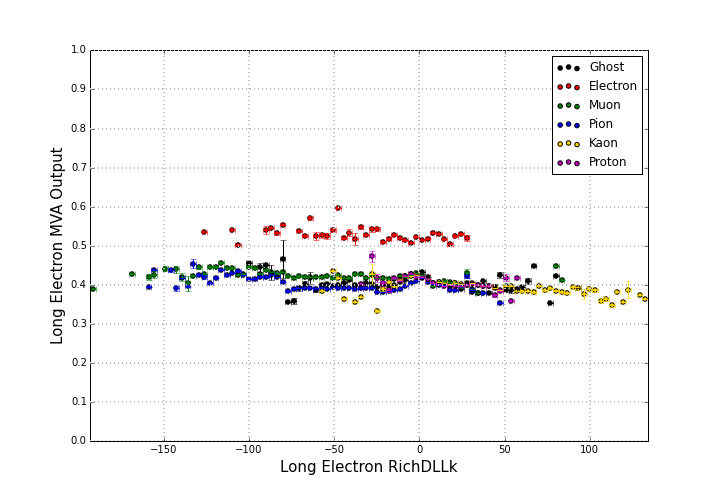 1.0
0.9
0.8
0.7
0.6
0.5
0.4
0.3
0.2
0.1
0.0
Long Electron MVA Output
Ghost
Electron
Muon
Pion
Kaon
Proton
−150 −100 −50 0 50 100
Long Electron RichDLLk